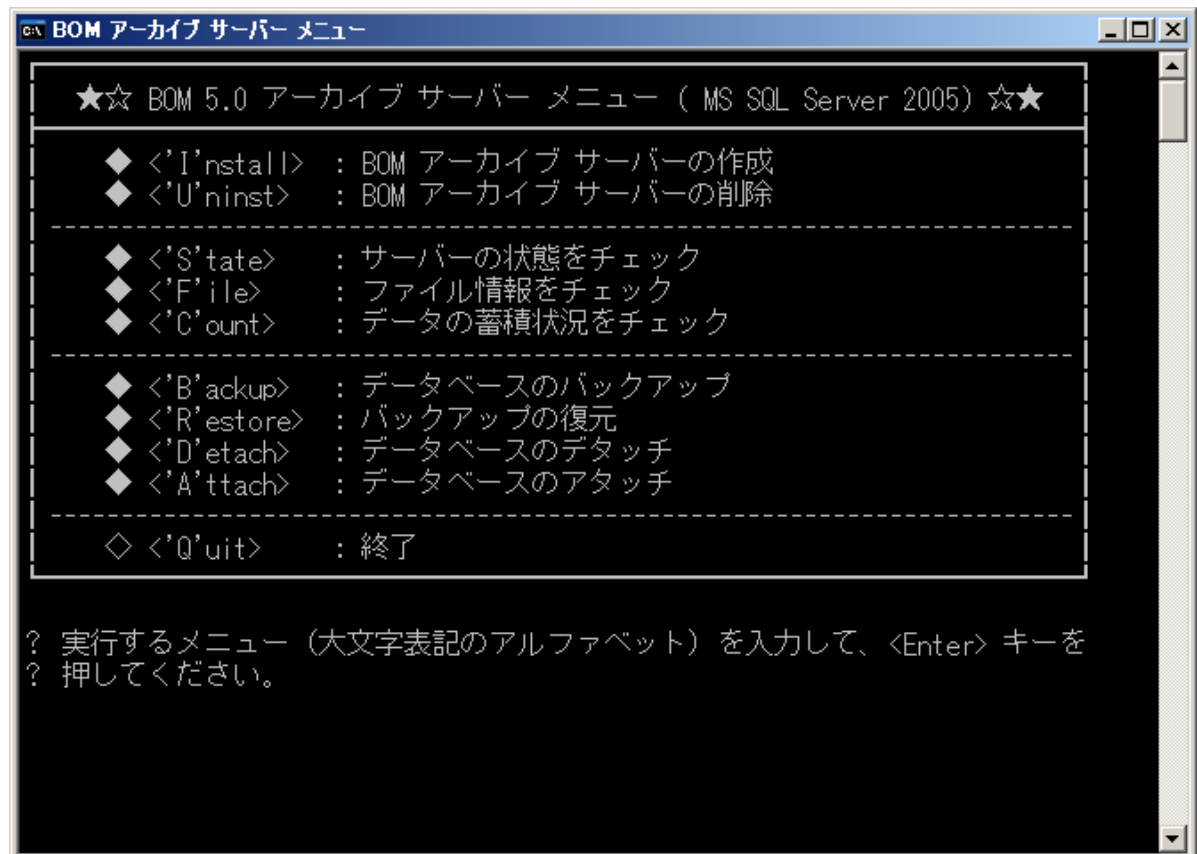 BOM アーカイブ サーバー メニュー
★☆ BOM 5.0 アーカイブ サーバー メニュー ( MS SQL Server 2005) ☆★
◆ <'I'nstall> : BOM アーカイブ サーバーの作成
◆ <'U'ninst> : BOM アーカイブ サーバーの削除
◆ <'S'tate> : サーバーの状態をチェック
◆ <'F'ile> : ファイル情報をチェック
◆ <'C'ount> : データの蓄積状況をチェック
◆ <'B'ackup> : データベースのバックアップ
◆ <'R'estore> : バックアップの復元
◆ <'D'etach> : データベースのデタッチ
◆ <'A'ttach> : データベースのアタッチ
◇ <'Q'uit> : 終了
? 実行するメニュー（大文字表記のアルファベット）を入力して、<Enter> キーを
? 押してください。